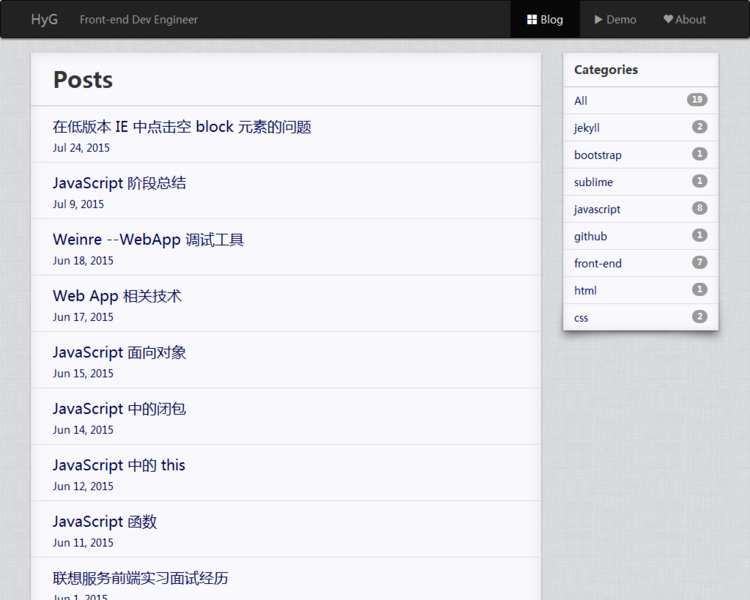 HyG Front-end Dev Engineer Blog Demo About
Posts
在低版本 IE 中点击空 block 元素的问题
Jul 24, 2015
JavaScript 阶段总结
Jul 9, 2015
Weinre --WebApp 调试工具
Jun 18, 2015
Web App 相关技术
Jun 17, 2015
JavaScript 面向对象
Jun 15, 2015
JavaScript 中的闭包
Jun 14, 2015
JavaScript 中的 this
Jun 12, 2015
JavaScript 函数
Jun 11, 2015
联想服务前端实习面试经历
Jun 1, 2015
Categories
All 19
jekyll 2
bootstrap 1
sublime 1
javascript 8
github 1
front-end 7
html 1
css 2